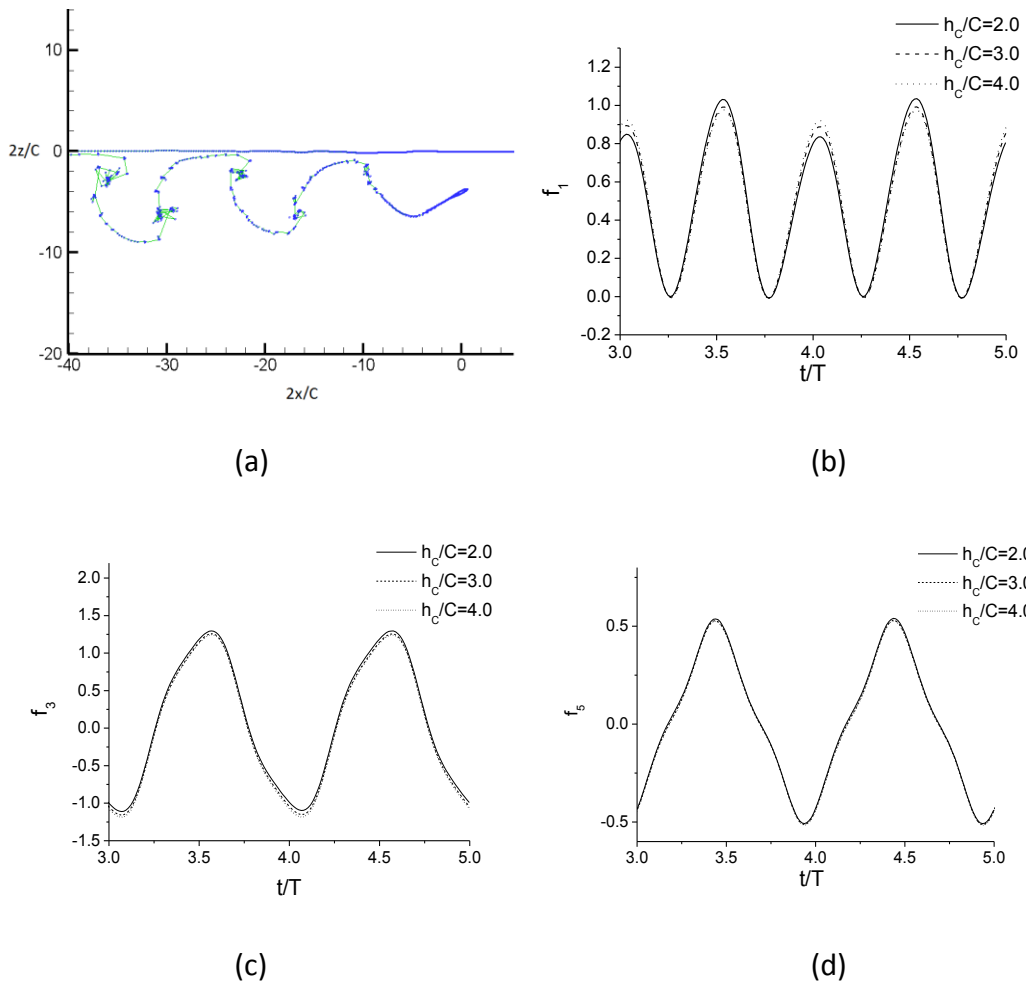 10
2z/C
0
-10
-20
-40
-30
-20
-10
0
2x/C
(a)
h_C/C=2.0
h_C/C=3.0
h_C/C=4.0
1.2
1.0
0.8
0.6
0.4
0.2
0.0
-0.2
f_1
3.0
3.5
4.0
4.5
5.0
t/T
(b)
h_C/C=2.0
h_C/C=3.0
h_C/C=4.0
2.0
1.5
1.0
0.5
0.0
-0.5
-1.0
-1.5
f_3
3.0
3.5
4.0
4.5
5.0
t/T
(c)
h_C/C=2.0
h_C/C=3.0
h_C/C=4.0
0.5
0.0
-0.5
f_5
3.0
3.5
4.0
4.5
5.0
t/T
(d)